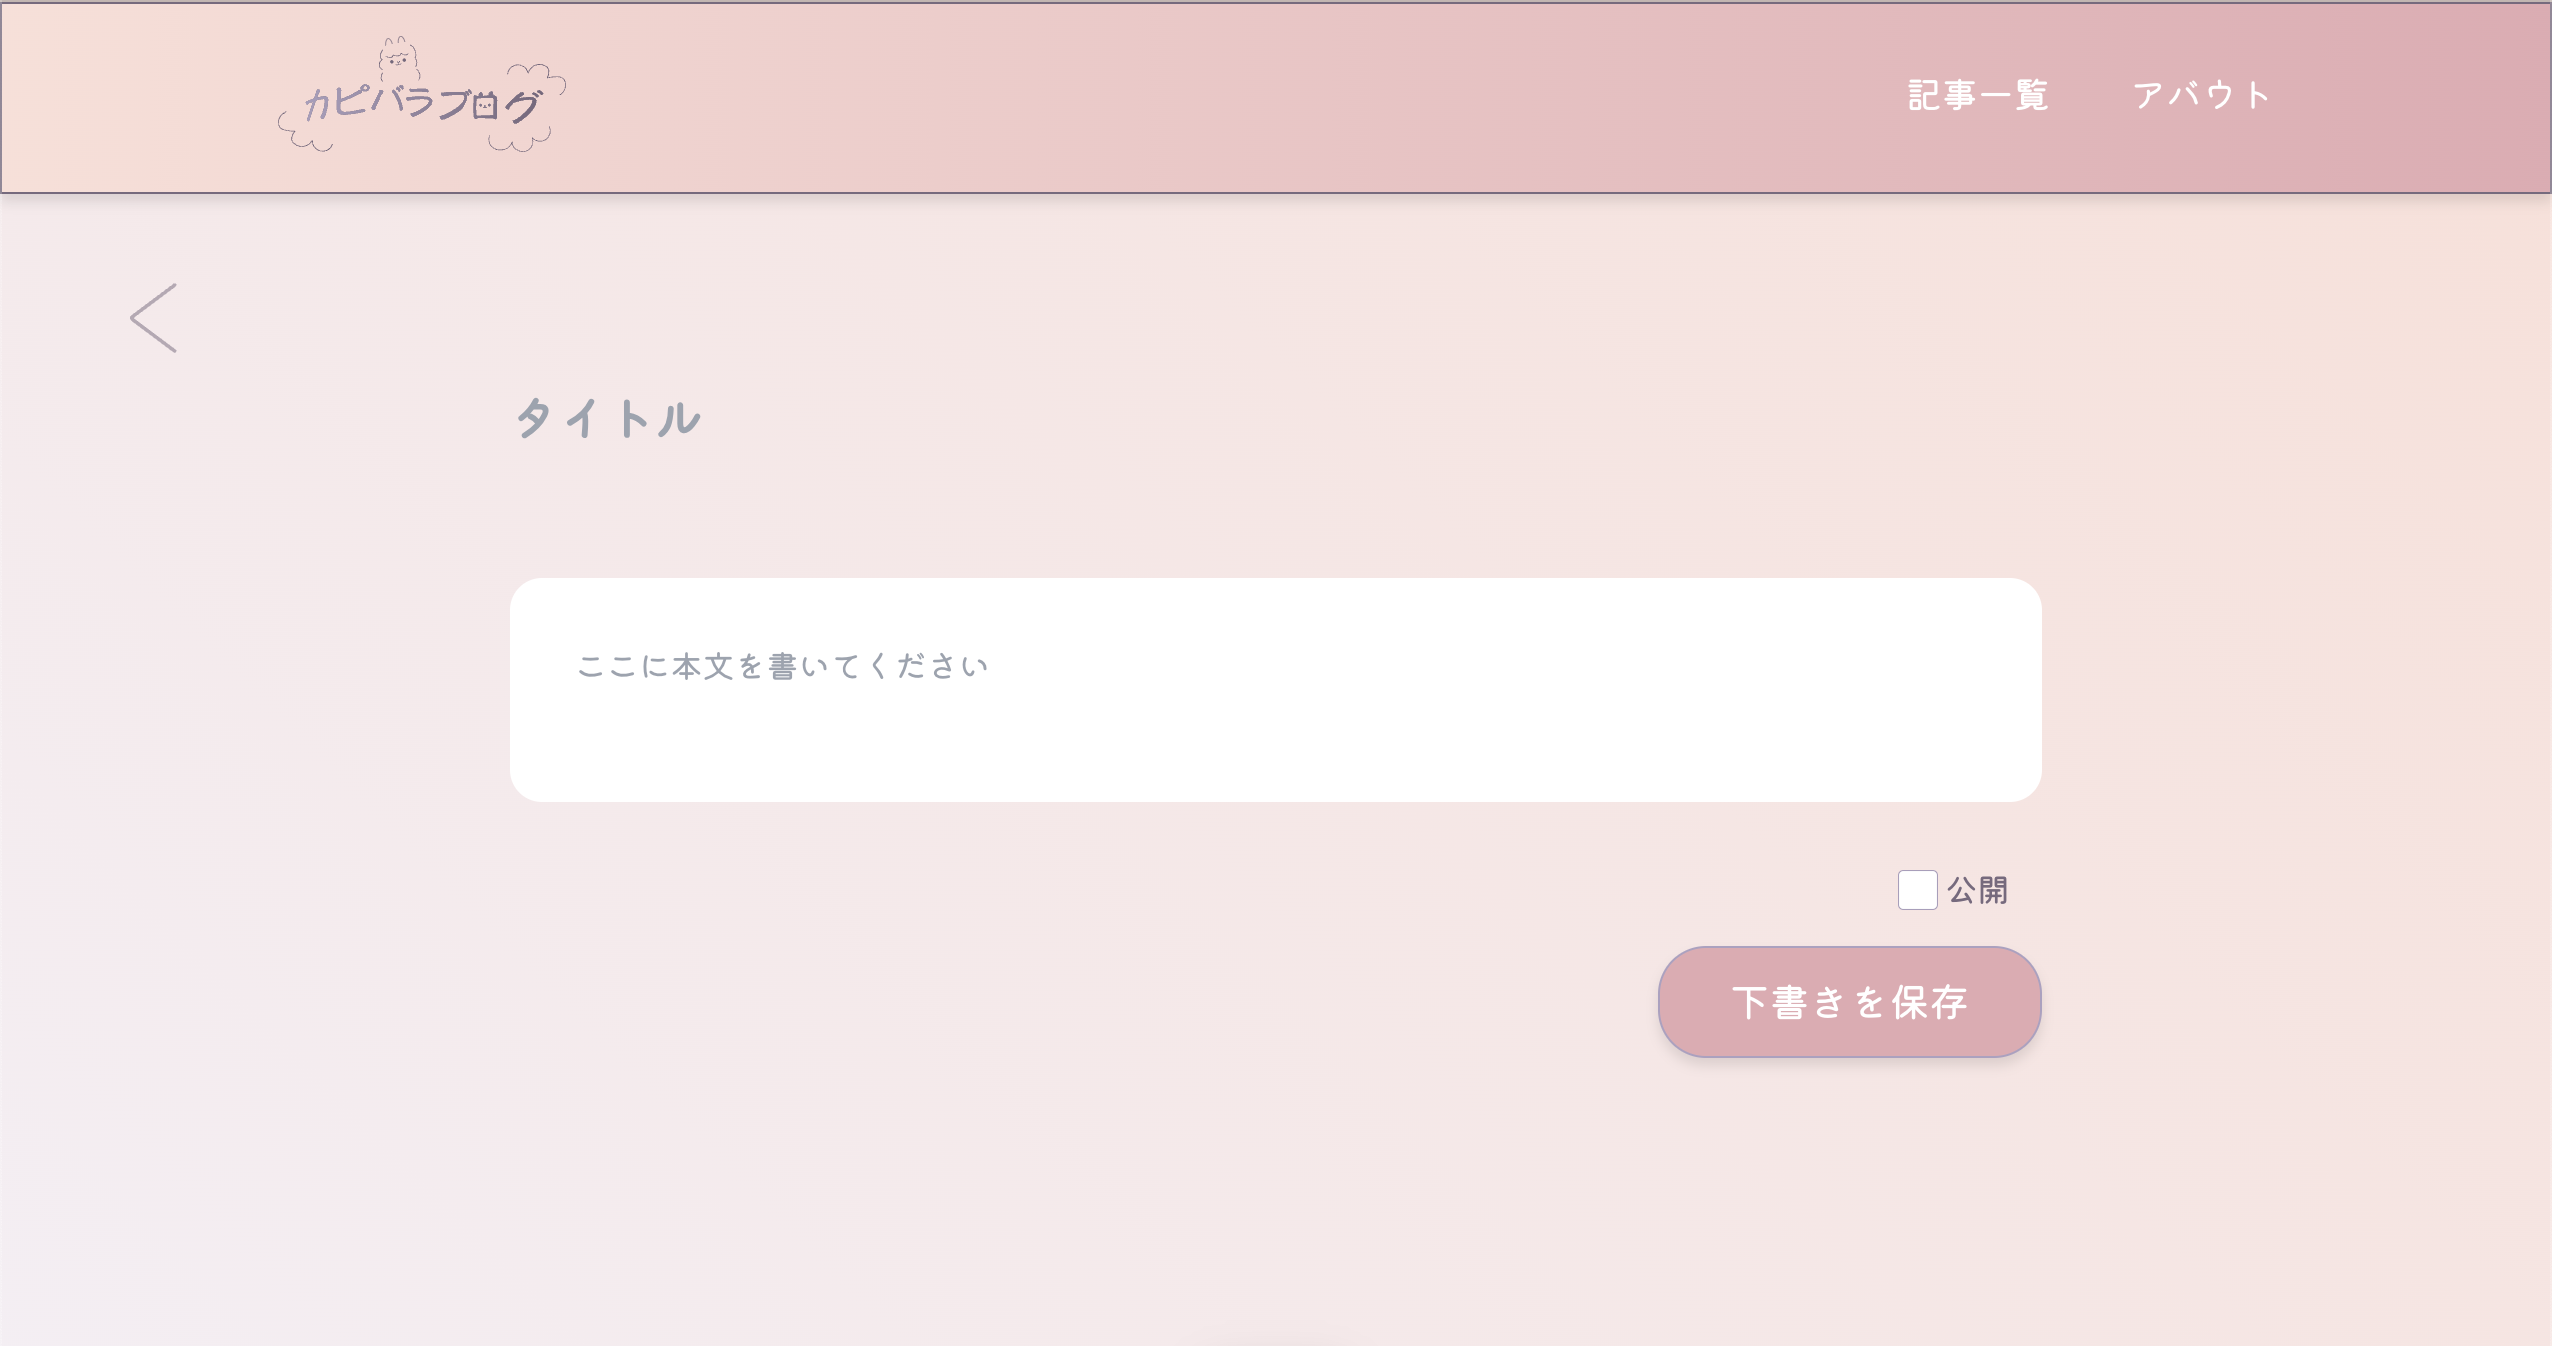 カピバラブログ
記事一覧
アバウト
タイトル
ここに本文を書いてください
公開
下書きを保存